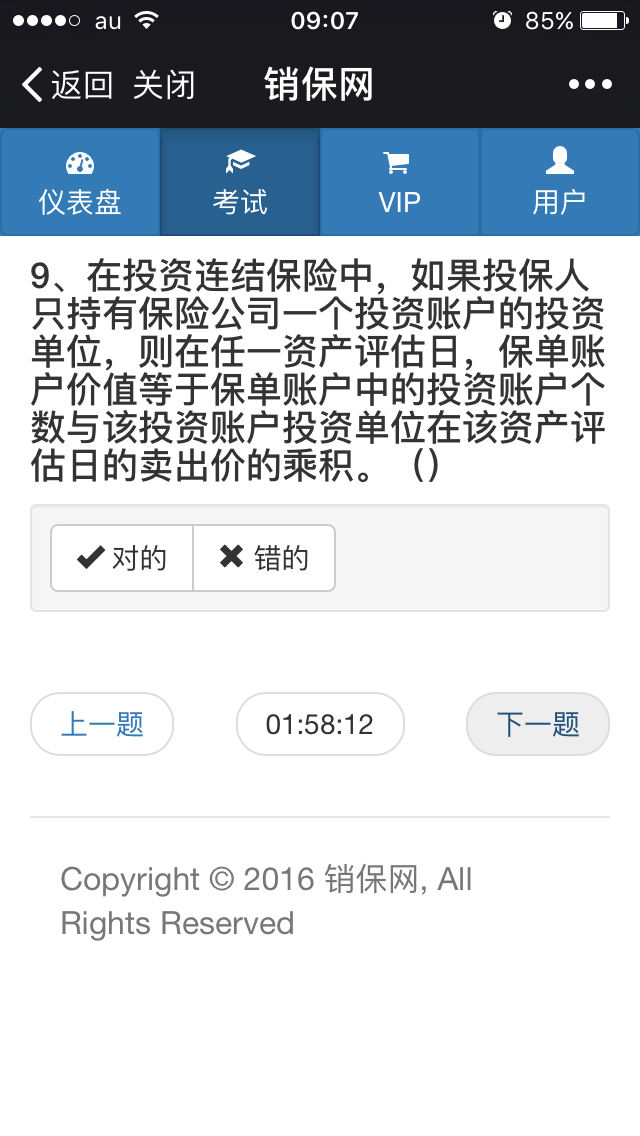 au 09:07 85%
返回 关闭 销保网
仪表盘 考试 VIP 用户
9、在投资连结保险中，如果投保人
只持有保险公司一个投资账户的投资
单位，则在任一资产评估日，保单账
户价值等于保单账户中的投资账户个
数与该投资账户投资单位在该资产评
估日的卖出价的乘积。（）
对的 错的
上一题 01:58:12 下一题
Copyright © 2016 销保网, All
Rights Reserved